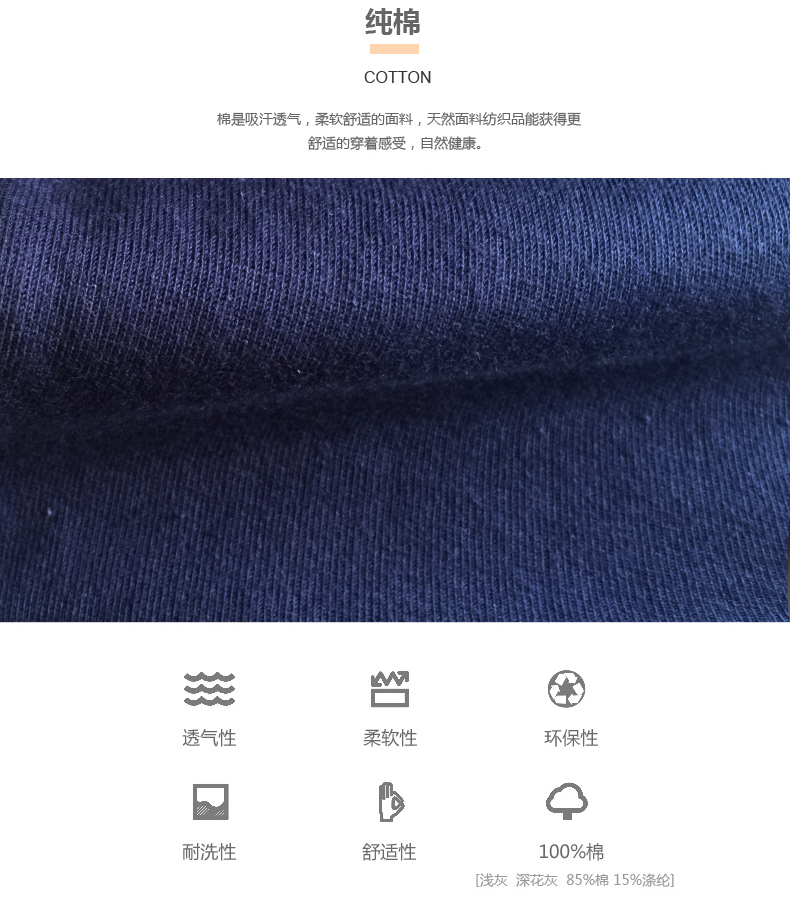 纯棉
COTTON
棉是吸汗透气，柔软舒适的面料，天然面料纺织品能获得更
舒适的穿着感受，自然健康。
透气性 柔软性 环保性
耐洗性 舒适性 100%棉
[浅灰 深花灰 85%棉 15%涤纶]